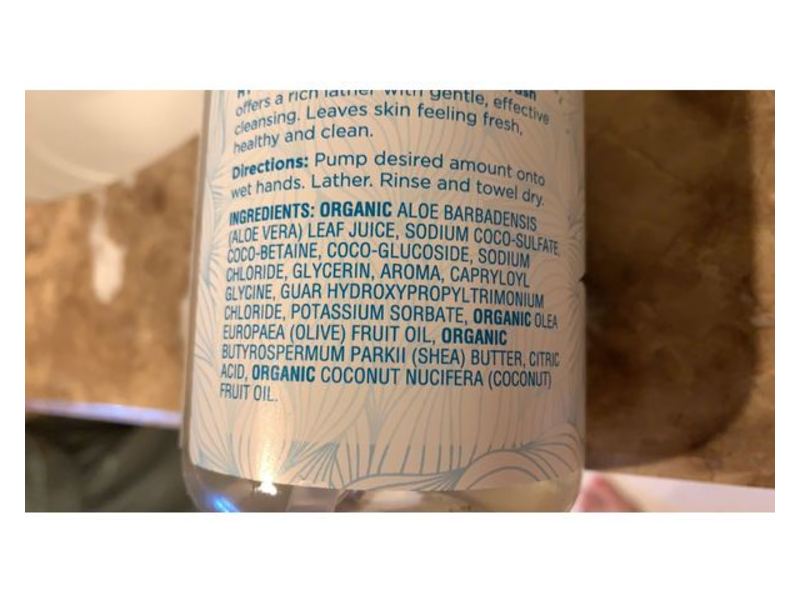 offers a rich lather with gentle, effective
cleansing. Leaves skin feeling fresh,
healthy and clean.
Directions: Pump desired amount onto
wet hands. Lather. Rinse and towel dry.
INGREDIENTS: ORGANIC ALOE BARBADENSIS
(ALOE VERA) LEAF JUICE, SODIUM COCO-SULFATE,
COCO-BETAINE, COCO-GLUCOSIDE, SODIUM
CHLORIDE, GLYCERIN, AROMA, CAPRYLOYL
GLYCINE, GUAR HYDROXYPROPYLTRIMONIUM
CHLORIDE, POTASSIUM SORBATE, ORGANIC OLEA
EUROPAEA (OLIVE) FRUIT OIL, ORGANIC
BUTYROSPERMUM PARKII (SHEA) BUTTER, CITRIC
ACID, ORGANIC COCONUT NUCIFERA (COCONUT)
FRUIT OIL.